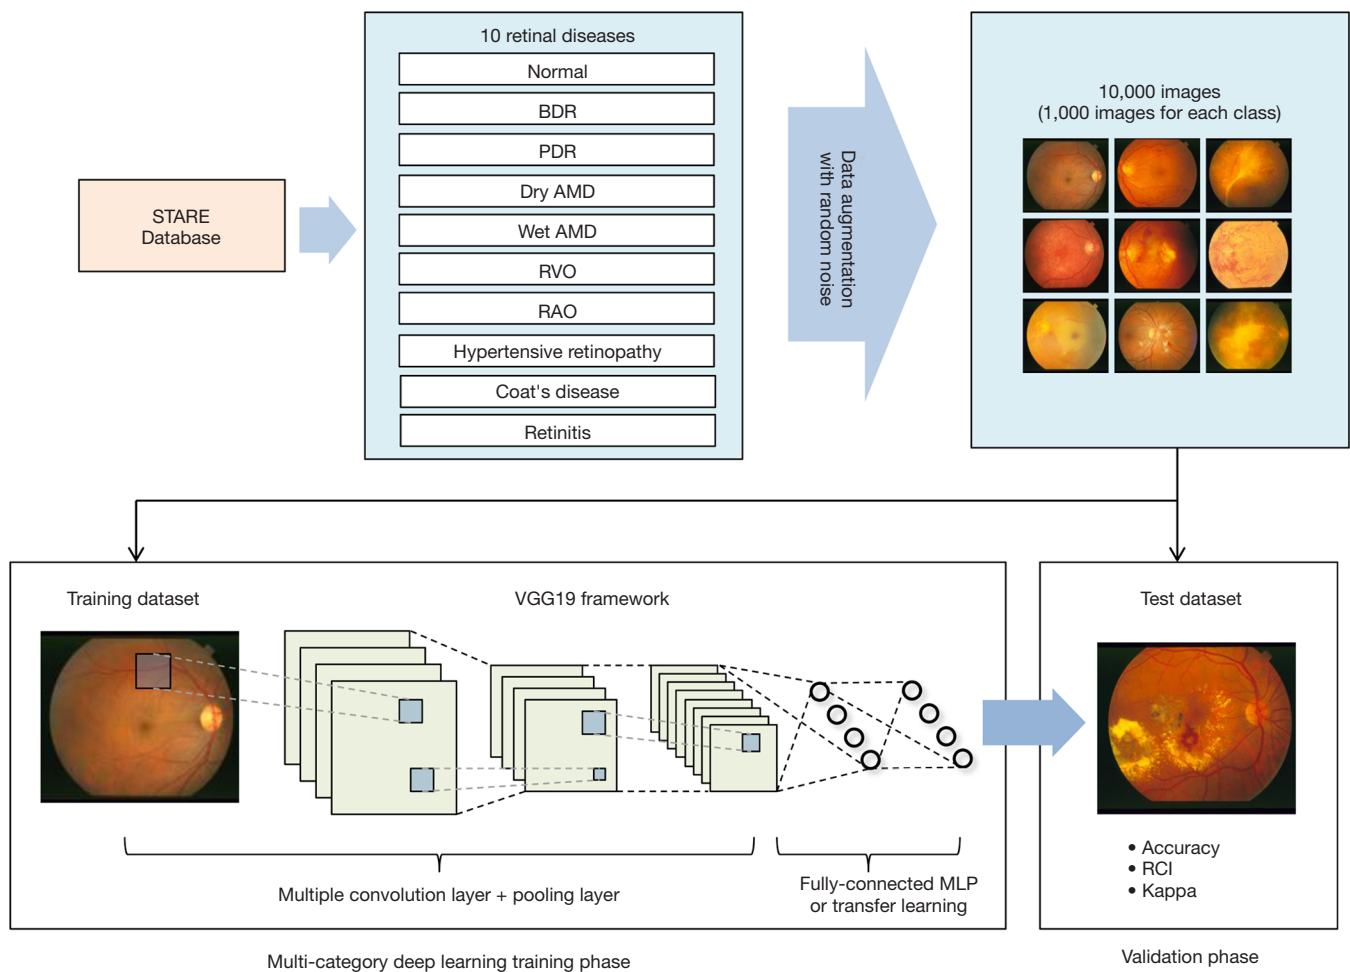 STARE
Database
10 retinal diseases
Normal
BDR
PDR
Dry AMD
Wet AMD
RVO
RAO
Hypertensive retinopathy
Coat's disease
Retinitis
Data augmentation
with random noise
10,000 images
(1,000 images for each class)
Training dataset
VGG19 framework
Multiple convolution layer + pooling layer
Fully-connected MLP
or transfer learning
Multi-category deep learning training phase
Test dataset
• Accuracy
• RCI
• Kappa
Validation phase